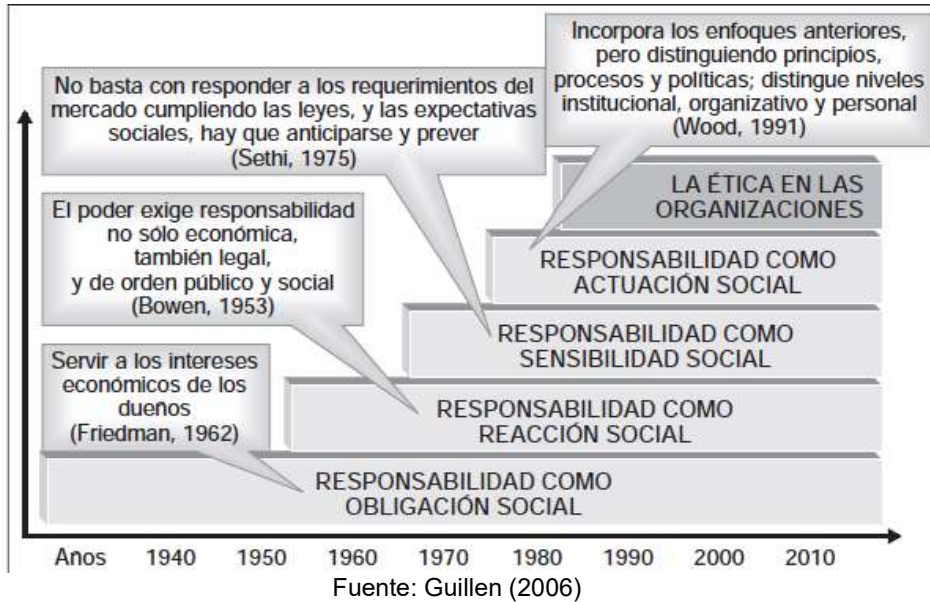 Incorpora los enfoques anteriores,
pero distinguiendo principios,
procesos y políticas; distingue niveles
institucional, organizativo y personal
(Wood, 1991)
No basta con responder a los requerimientos del
mercado cumpliendo las leyes, y las expectativas
sociales, hay que anticiparse y prever
(Sethi, 1975)
LA ÉTICA EN LAS
ORGANIZACIONES
El poder exige responsabilidad
no sólo económica,
también legal,
y de orden público y social
(Bowen, 1953)
RESPONSABILIDAD COMO
ACTUACIÓN SOCIAL
RESPONSABILIDAD COMO
SENSIBILIDAD SOCIAL
Servir a los intereses
económicos de los
dueños
(Friedman, 1962)
RESPONSABILIDAD COMO
REACCIÓN SOCIAL
RESPONSABILIDAD COMO
OBLIGACIÓN SOCIAL
Anos 1940 1950 1960 1970 1980 1990 2000 2010
Fuente: Guillen (2006)